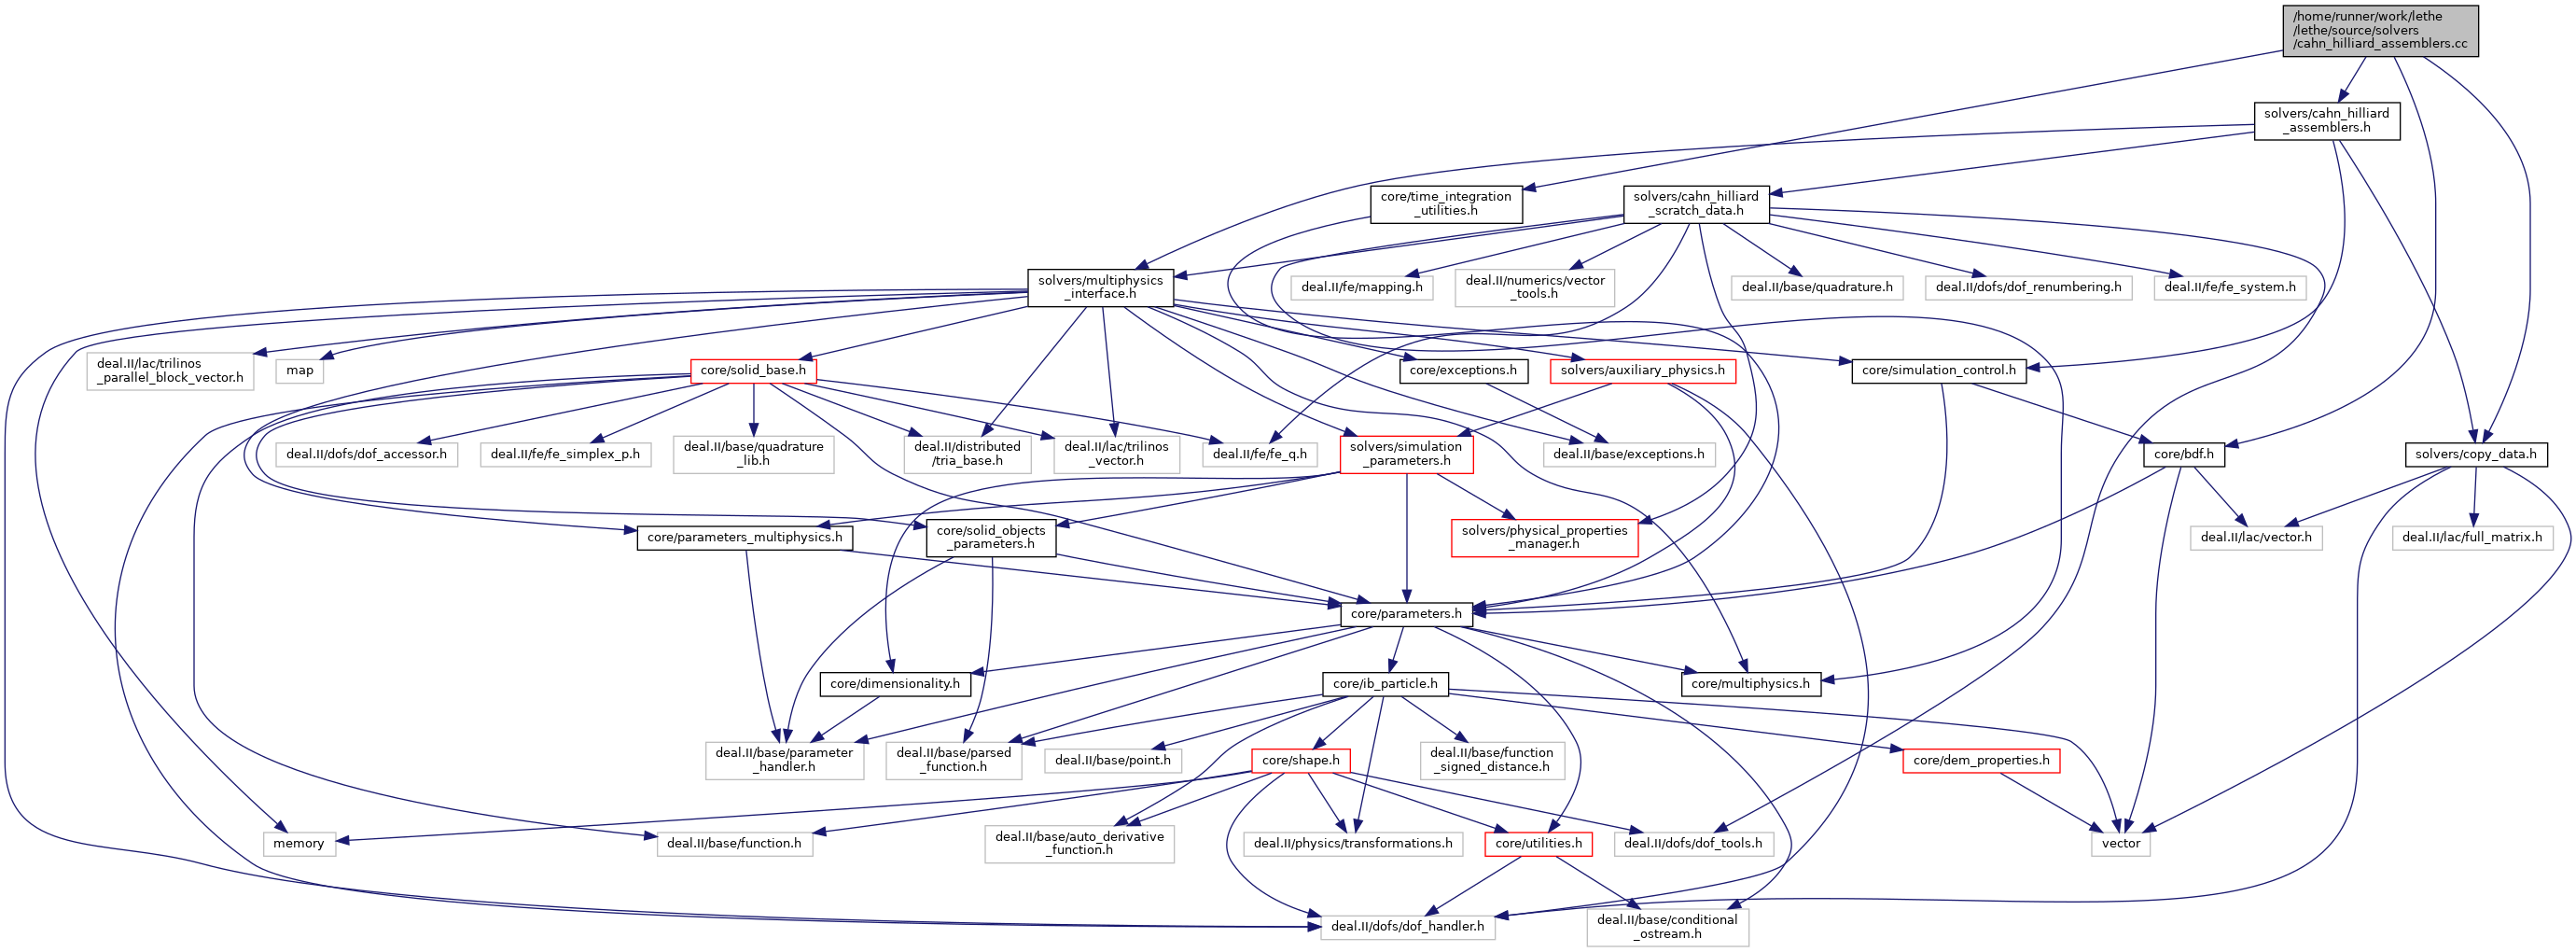 /home/runner/work/lethe
/lethe/source/solvers
/cahn_hilliard_assemblers.cc
solvers/cahn_hilliard
_assemblers.h
core/time_integration
_utilities.h
solvers/cahn_hilliard
_scratch_data.h
solvers/multiphysics
_interface.h
deal.II/fe/mapping.h
deal.II/numerics/vector
_tools.h
deal.II/base/quadrature.h
deal.II/dofs/dof_renumbering.h
deal.II/fe/fe_system.h
deal.II/lac/trilinos
_parallel_block_vector.h
map
core/solid_base.h
core/exceptions.h
solvers/auxiliary_physics.h
core/simulation_control.h
deal.II/dofs/dof_accessor.h
deal.II/fe/fe_simplex_p.h
deal.II/base/quadrature
_lib.h
deal.II/distributed
/tria_base.h
deal.II/lac/trilinos
_vector.h
deal.II/fe/fe_q.h
solvers/simulation
_parameters.h
deal.II/base/exceptions.h
core/bdf.h
solvers/copy_data.h
core/parameters_multiphysics.h
core/solid_objects
_parameters.h
solvers/physical_properties
_manager.h
deal.II/lac/vector.h
deal.II/lac/full_matrix.h
core/parameters.h
core/dimensionality.h
core/ib_particle.h
core/multiphysics.h
deal.II/base/parameter
_handler.h
deal.II/base/parsed
_function.h
deal.II/base/point.h
core/shape.h
deal.II/base/function
_signed_distance.h
core/dem_properties.h
memory
deal.II/base/function.h
deal.II/base/auto_derivative
_function.h
deal.II/physics/transformations.h
core/utilities.h
deal.II/dofs/dof_tools.h
vector
deal.II/dofs/dof_handler.h
deal.II/base/conditional
_ostream.h